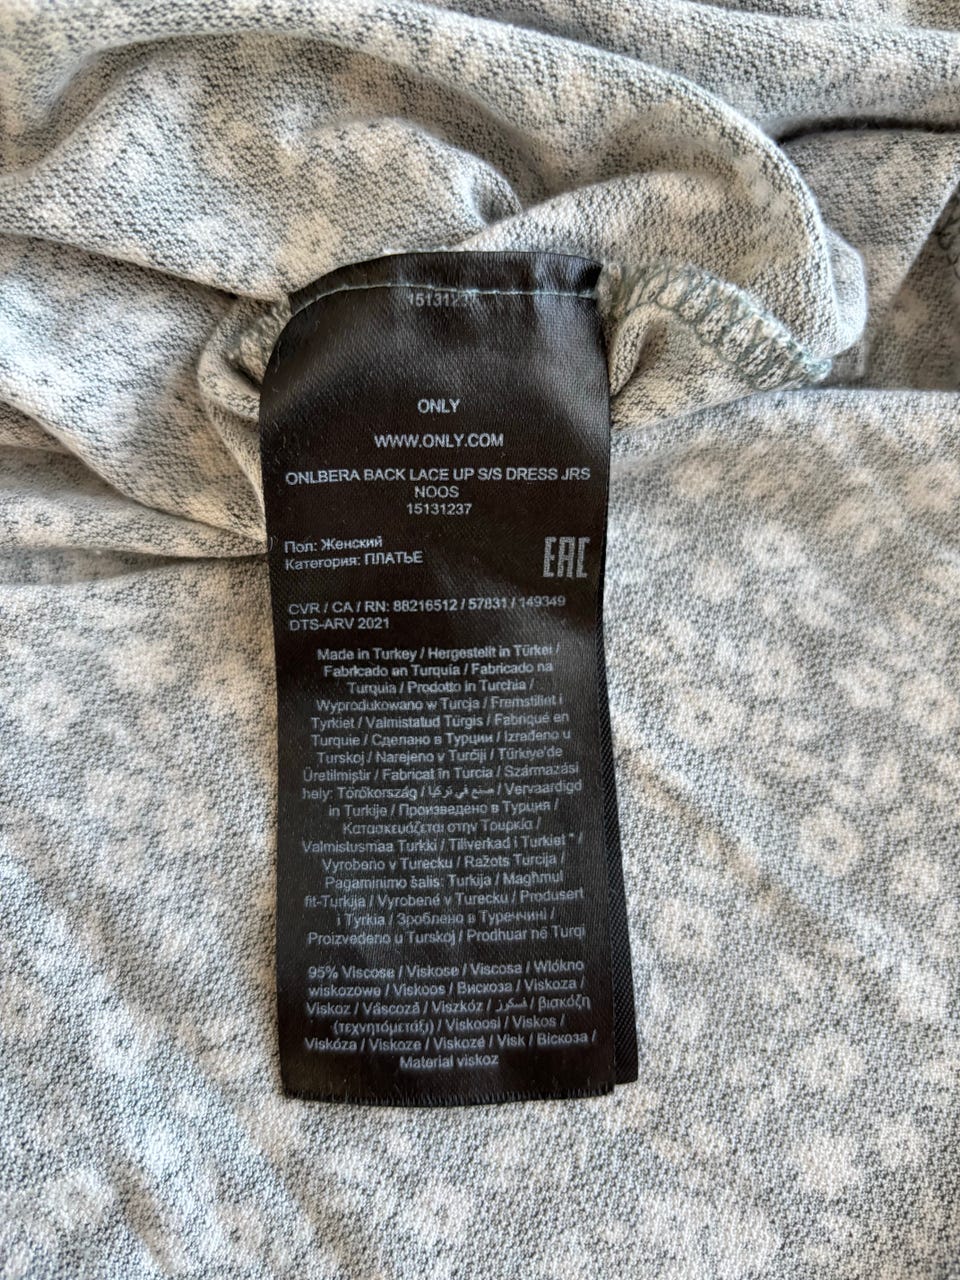 ONLY
WWW.ONLY.COM
ONLBERA BACK LACE UP S/S DRESS JRS
NOOS
15131237
Пол: Женский
Категория: ПЛАТЬЕ
EAC
CVR / CA / RN: 88216512 / 57831 / 149349
DTS-ARV 2021
Made in Turkey / Hergestellt in Türkei /
Fabricado en Turquía / Fabricado na
Turquia / Prodotto in Turchia /
Wyprodukowano w Turcja / Fremstillet i
Tyrkiet / Valmistatud Türgis / Fabriqué en
Turquie / Сделано в Турции / Izrađeno u
Turskoj / Narejeno v Turčiji / Türkiye'de
Üretilmiştir / Fabricat în Turcia / Származási
hely: Törökország / صنع في تركيا / Vervaardigd
in Turkije / Произведено в Турция /
Κατασκευάζεται στην Τουρκία /
Valmistusmaa Turkki / Tillverkad i Turkiet " /
Vyrobeno v Turecku / Ražots Turcija /
Pagaminimo šalis: Turkija / Magħmul
fit-Turkija / Vyrobené v Turecku / Produsert
i Tyrkia / Зроблено в Туреччині /
Proizvedeno u Turskoj / Prodhuar në Turqi
95% Viscose / Viskose / Viscosa / Włókno
wiskozowe / Viskoos / Вискоза / Viskoza /
Viskoz / Vâscoză / Viszkóz / فسكوز / βισκόζη
(τεχνητόμετάξι) / Viskoosi / Viskos /
Viskóza / Viskoze / Viskozė / Visk / Віскоза /
Material viskoz